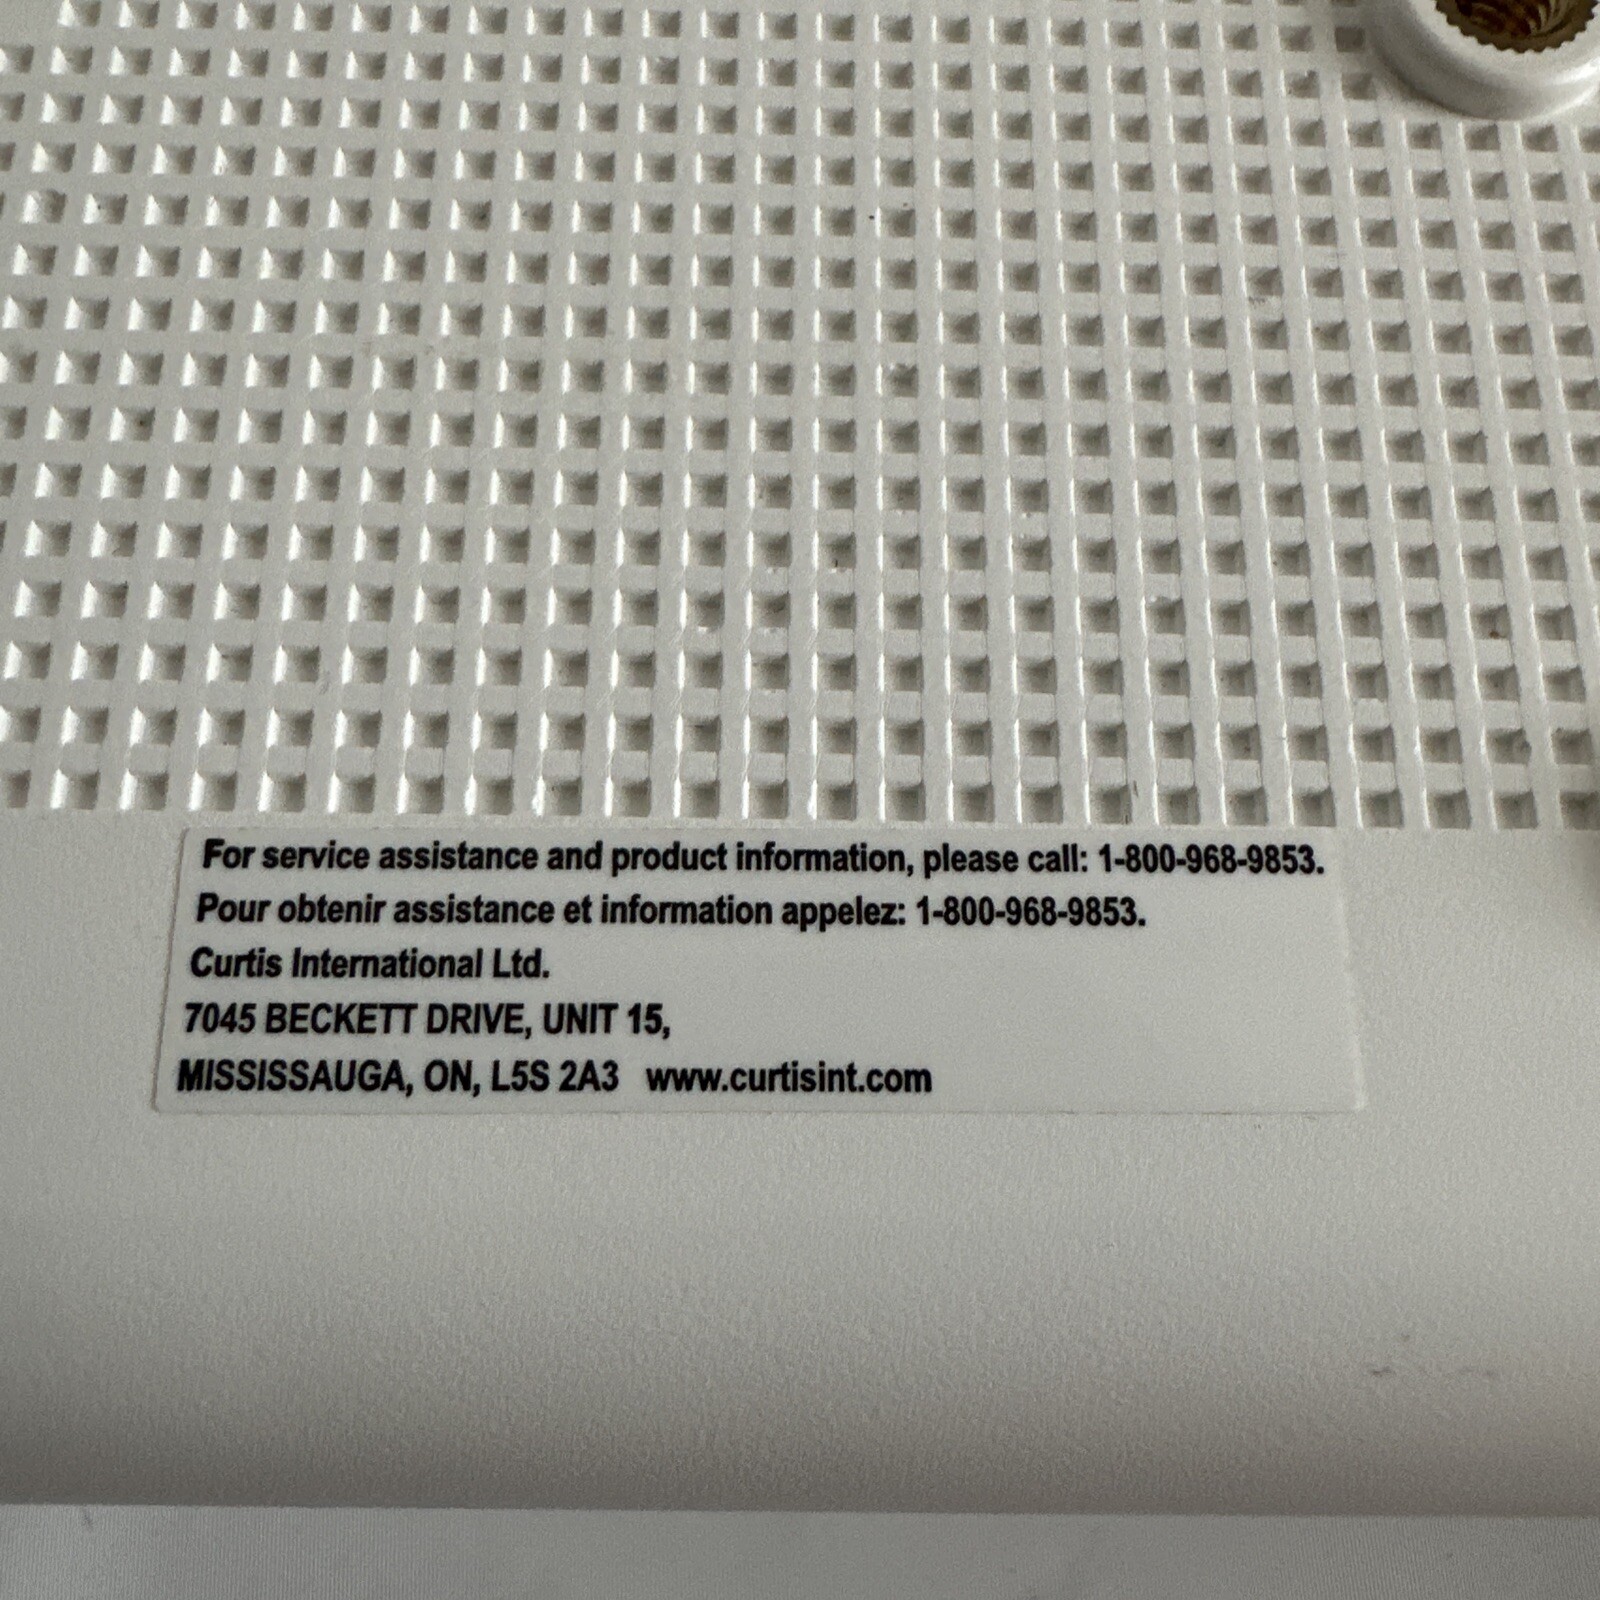 For service assistance and product information, please call: 1-800-968-9853.
Pour obtenir assistance et information appelez: 1-800-968-9853.
Curtis International Ltd.
7045 BECKETT DRIVE, UNIT 15,
MISSISSAUGA, ON, L5S 2A3 www.curtisint.com